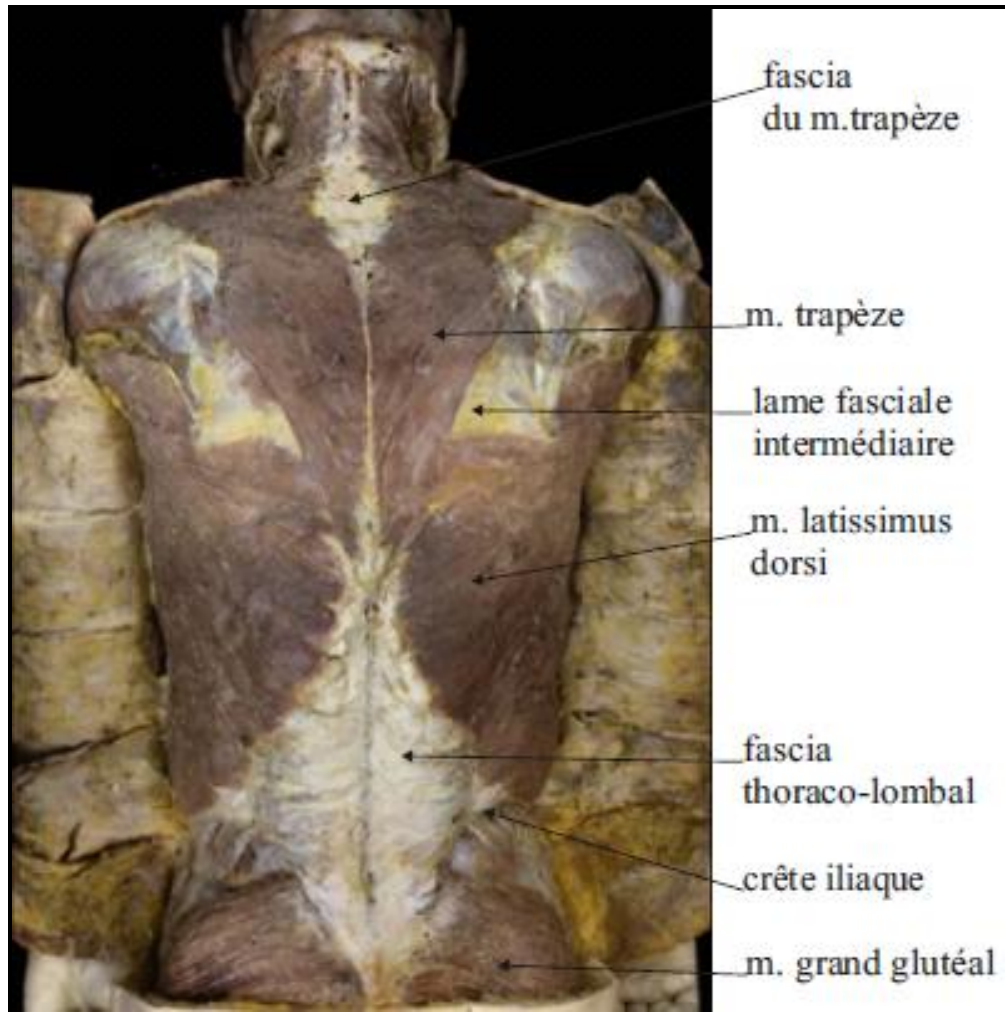 fascia
du m.trapèze
m. trapèze
lame fasciale
intermédiaire
m. latissimus
dorsi
fascia
thoraco-lombal
crête iliaque
m. grand glutéal